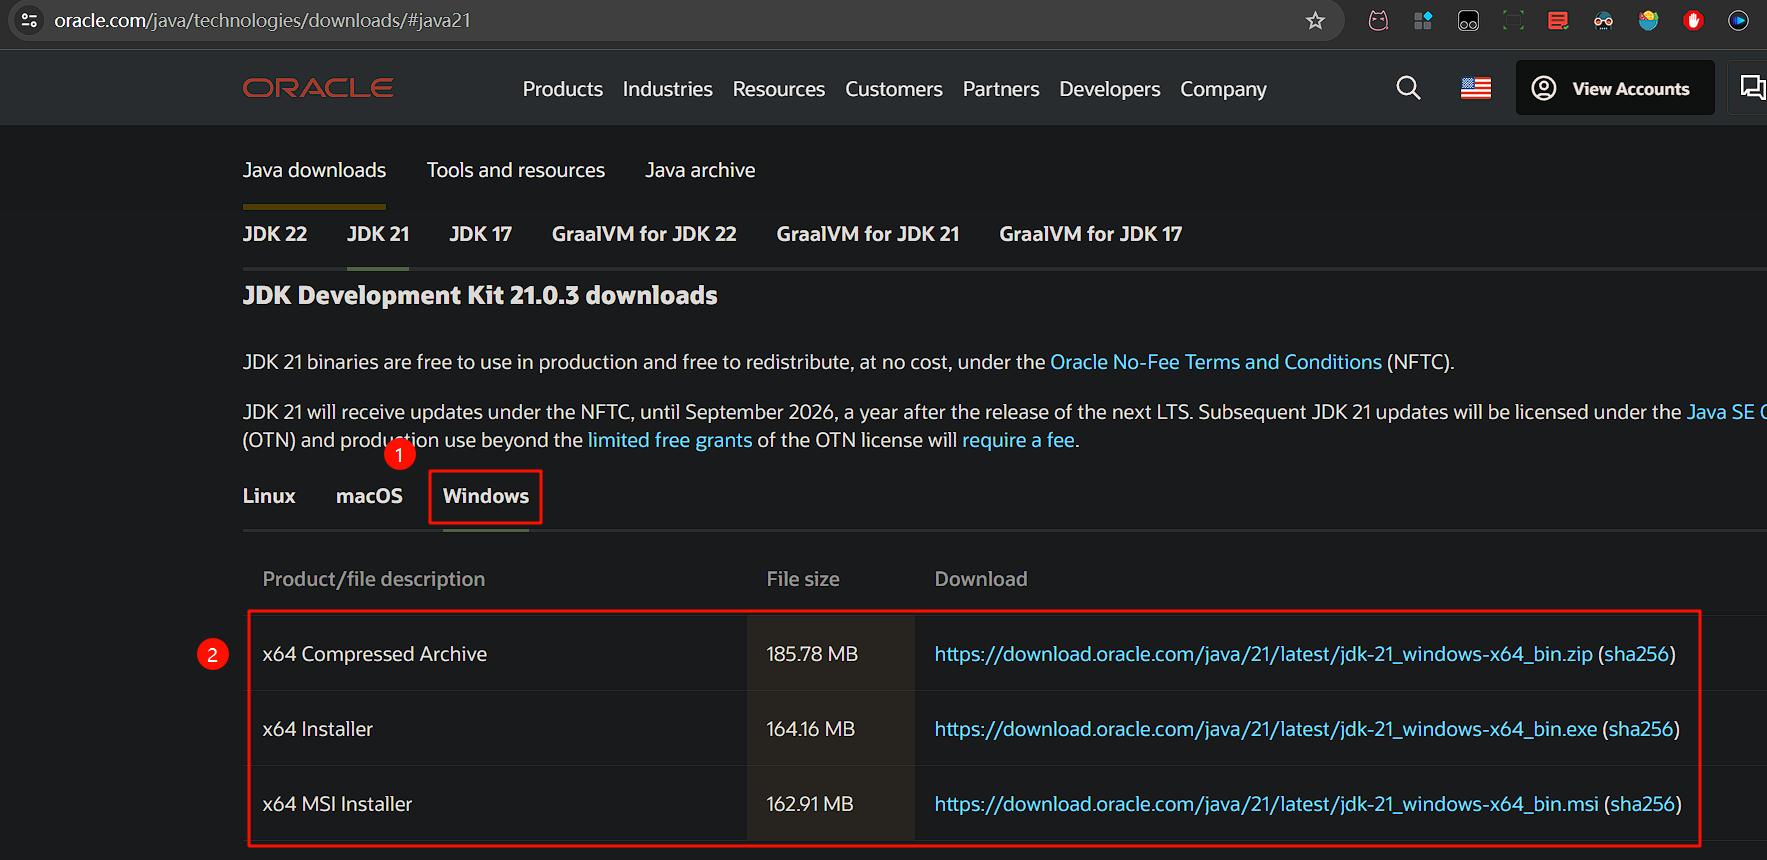 oracle.com/java/technologies/downloads/#java21
ORACLE
Products Industries Resources Customers Partners Developers Company
View Accounts
Java downloads Tools and resources Java archive
JDK 22 JDK 21 JDK 17 GraalVM for JDK 22 GraalVM for JDK 21 GraalVM for JDK 17
JDK Development Kit 21.0.3 downloads
JDK 21 binaries are free to use in production and free to redistribute, at no cost, under the Oracle No-Fee Terms and Conditions (NFTC).
JDK 21 will receive updates under the NFTC, until September 2026, a year after the release of the next LTS. Subsequent JDK 21 updates will be licensed under the Java SE
(OTN) and production use beyond the limited free grants of the OTN license will require a fee.
1
Linux macOS Windows
Product/file description File size Download
2
x64 Compressed Archive 185.78 MB https://download.oracle.com/java/21/latest/jdk-21_windows-x64_bin.zip (sha256)
x64 Installer 164.16 MB https://download.oracle.com/java/21/latest/jdk-21_windows-x64_bin.exe (sha256)
x64 MSI Installer 162.91 MB https://download.oracle.com/java/21/latest/jdk-21_windows-x64_bin.msi (sha256)